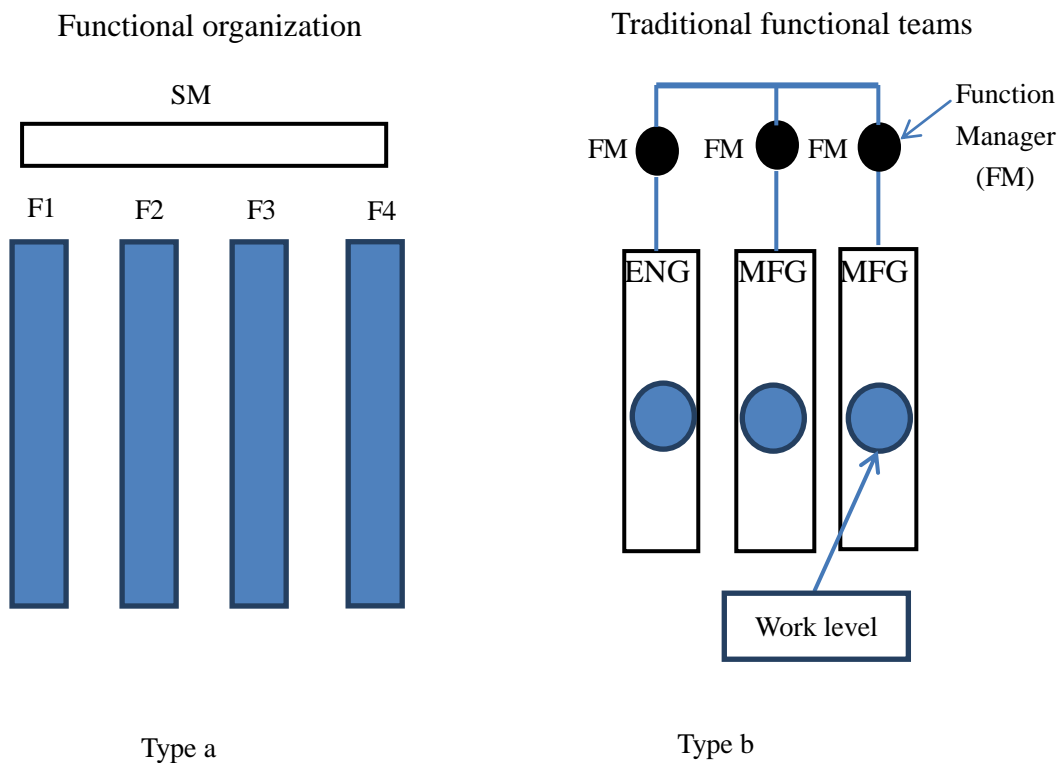 Functional organization
SM
F1 F2 F3 F4
Type a
Traditional functional teams
FM FM FM
Function
Manager
(FM)
ENG MFG MFG
Work level
Type b